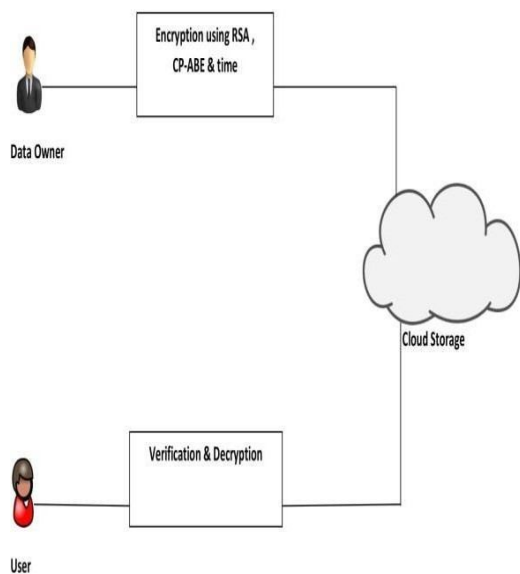 Encryption using RSA ,
CP-ABE & time
Data Owner
Cloud Storage
Verification & Decryption
User